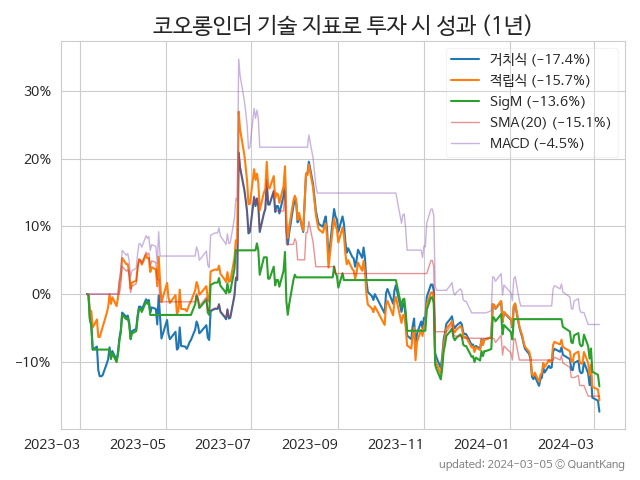 코오롱인더 기술 지표로 투자 시 성과 (1년)
거치식 (−17.4%)
적립식 (−15.7%)
SigM (−13.6%)
SMA(20) (−15.1%)
MACD (−4.5%)
30%
20%
10%
0%
−10%
2023-03 2023-05 2023-07 2023-09 2023-11 2024-01 2024-03
updated: 2024-03-05 ⓒ QuantKang